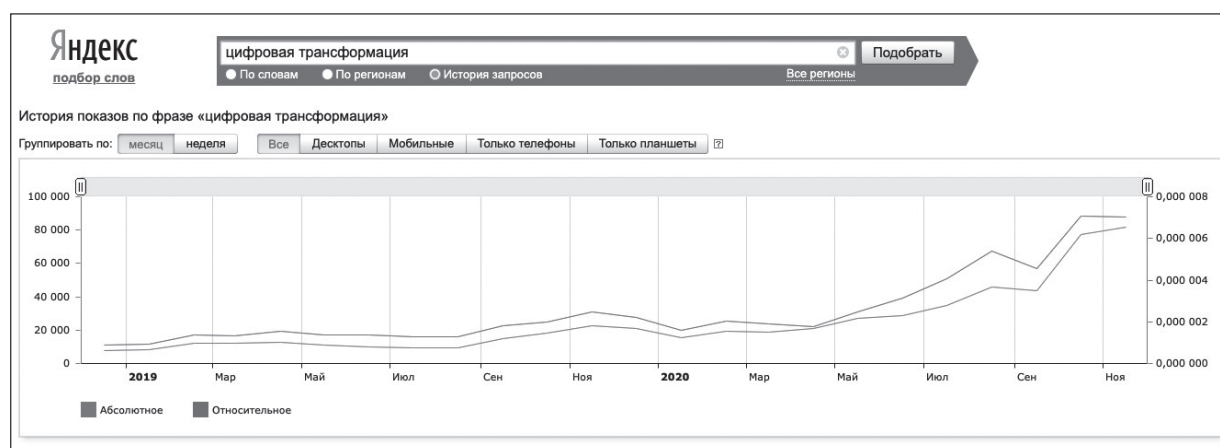 Яндекс
подбор слов
цифровая трансформация
Подобрать
По словам По регионам История запросов Все регионы
История показов по фразе «цифровая трансформация»
Группировать по: месяц неделя Все Десктопы Мобильные Только телефоны Только планшеты ?
100 000 0,000 008
80 000 0,000 006
60 000 0,000 004
40 000 0,000 002
20 000 0,000 000
0
2019 Мар Май Июл Сен Ноя 2020 Мар Май Июл Сен Ноя
Абсолютное Относительное